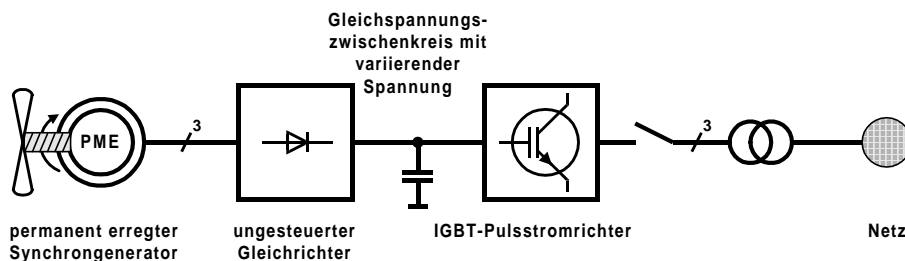 Gleichspannungs-
zwischenkreis mit
variierender
Spannung
PME
3
3
permanent erregter
Synchrongenerator
ungesteuerter
Gleichrichter
IGBT-Pulsstromrichter
Netz